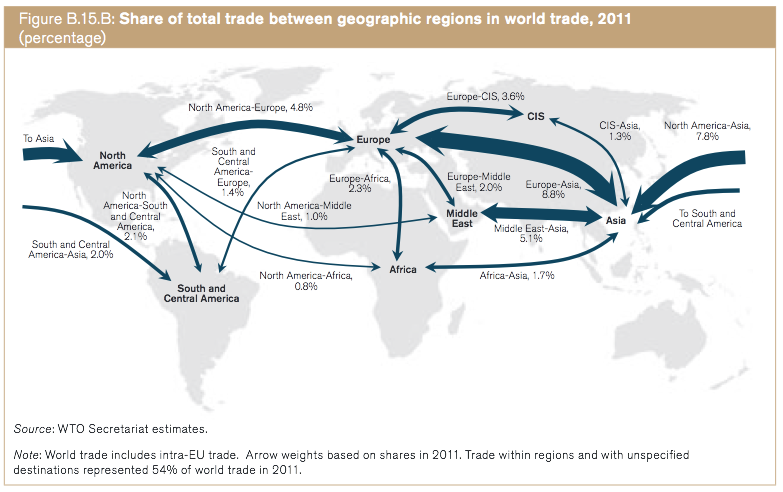 Figure B.15.B: Share of total trade between geographic regions in world trade, 2011
(percentage)
North America-Europe, 4.8%
Europe-CIS, 3.6%
CIS
To Asia
North
America
South and
Central
America-
Europe,
1.4%
Europe
CIS-Asia,
1.3%
North America-Asia,
7.8%
Europe-Africa,
2.3%
Europe-Middle
East, 2.0%
Europe-Asia,
8.8%
North
America-South
and Central
America,
2.1%
North America-Middle
East, 1.0%
Middle
East
Asia
To South and
Central America
Middle East-Asia,
5.1%
South and Central
America-Asia, 2.0%
North America-Africa,
0.8%
Africa
Africa-Asia, 1.7%
South and
Central America
Source: WTO Secretariat estimates.
Note: World trade includes intra-EU trade. Arrow weights based on shares in 2011. Trade within regions and with unspecified
destinations represented 54% of world trade in 2011.